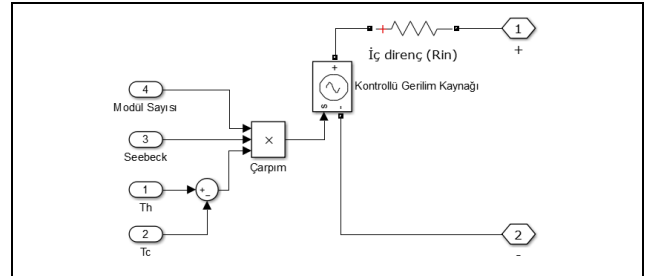 1
+
İç direnç (Rin)
+
Kontrollü Gerilim Kaynağı
s
-
4
Modül Sayısı
3
Seebeck
×
Çarpım
1
Th
+
-
2
Tc
2
-